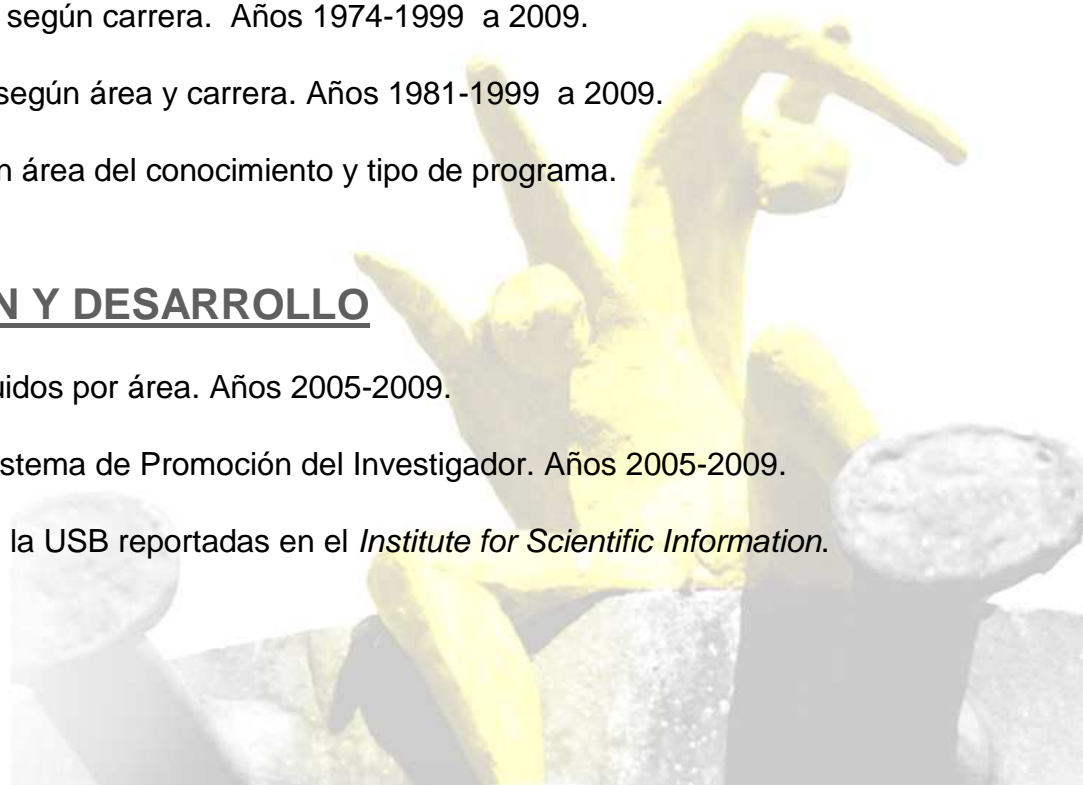 según carrera. Años 1974-1999 a 2009.
según área y carrera. Años 1981-1999 a 2009.
n área del conocimiento y tipo de programa.
N Y DESARROLLO
uidos por área. Años 2005-2009.
stema de Promoción del Investigador. Años 2005-2009.
la USB reportadas en el Institute for Scientific Information.